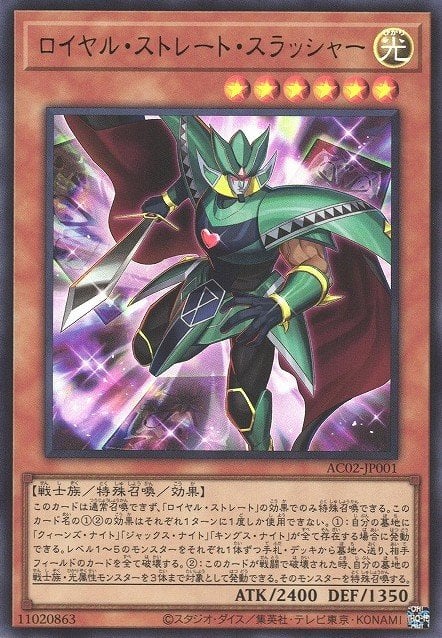 ロイヤル・ストレート・スラッシャー
光
AC02-JP001
【戦士族／特殊召喚／効果】
このカードは通常召喚できず、「ロイヤル・ストレート」の効果でのみ特殊召喚できる。この
カード名の①②の効果はそれぞれ1ターンに1度しか使用できない。①：自分の墓地に
「クィーンズ・ナイト」「ジャックス・ナイト」「キングス・ナイト」が全て存在する場合に発動
できる。レベル1～5のモンスターをそれぞれ1体ずつ手札・デッキから墓地へ送り、相手
フィールドのカードを全て破壊する。②：このカードが戦闘で破壊された時、自分の墓地の
戦士族・光属性モンスターを3体まで対象として発動できる。そのモンスターを特殊召喚する。
ATK/2400 DEF/1350
11020863 ©スタジオ・ダイス／集英社・テレビ東京・KONAMI